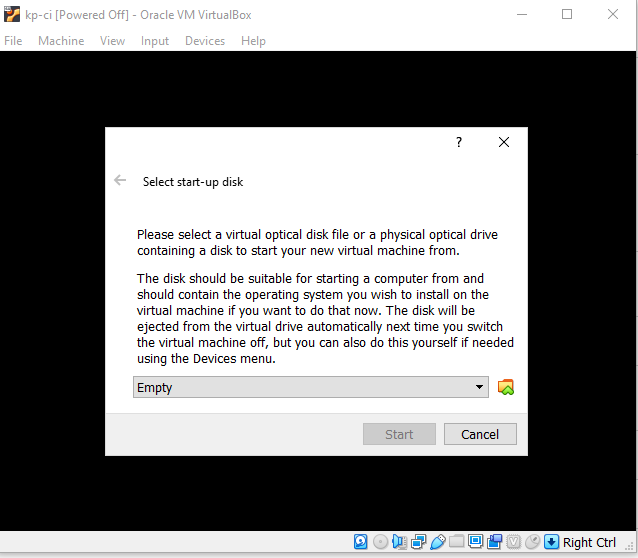 kp-ci [Powered Off] - Oracle VM VirtualBox
File Machine View Input Devices Help
?
Select start-up disk
Please select a virtual optical disk file or a physical optical drive
containing a disk to start your new virtual machine from.
The disk should be suitable for starting a computer from and
should contain the operating system you wish to install on the
virtual machine if you want to do that now. The disk will be
ejected from the virtual drive automatically next time you switch
the virtual machine off, but you can also do this yourself if needed
using the Devices menu.
Empty
Start Cancel
Right Ctrl